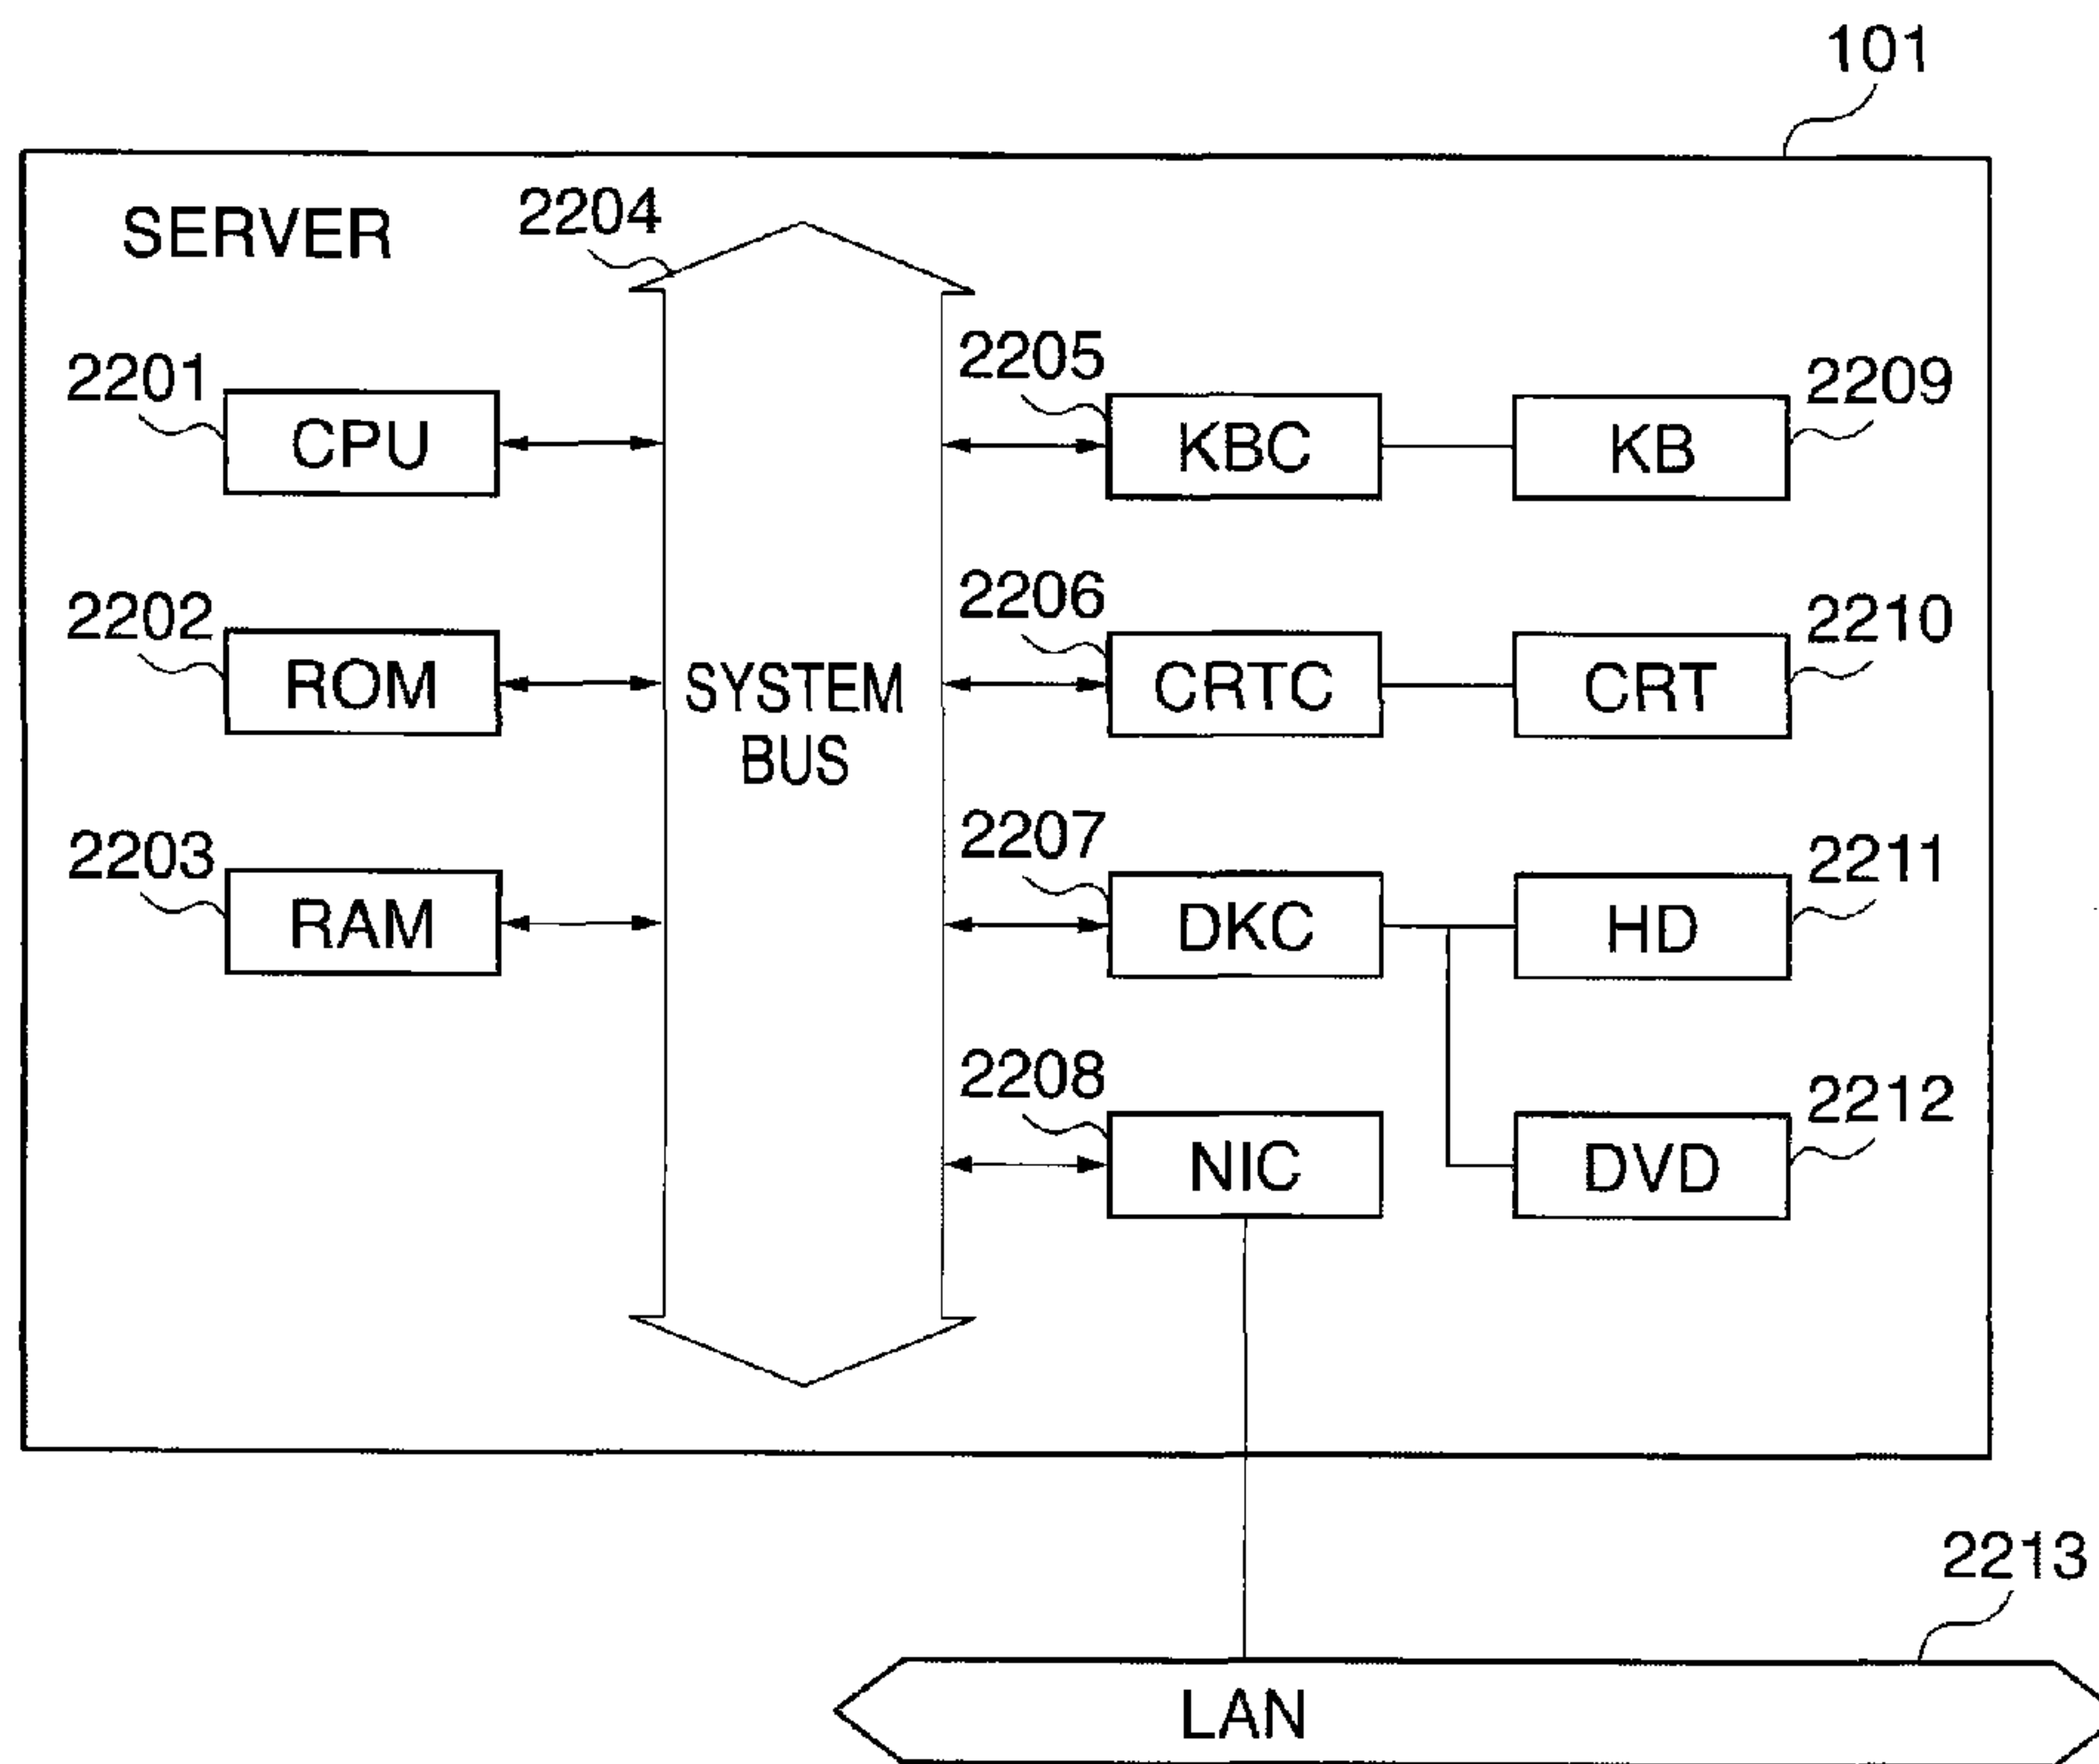 101
SERVER
2204
2201
CPU
2205
KBC
2209
KB
2202
ROM
SYSTEM
BUS
2206
CRTC
2210
CRT
2203
RAM
2207
DKC
2211
HD
2208
NIC
2212
DVD
2213
LAN